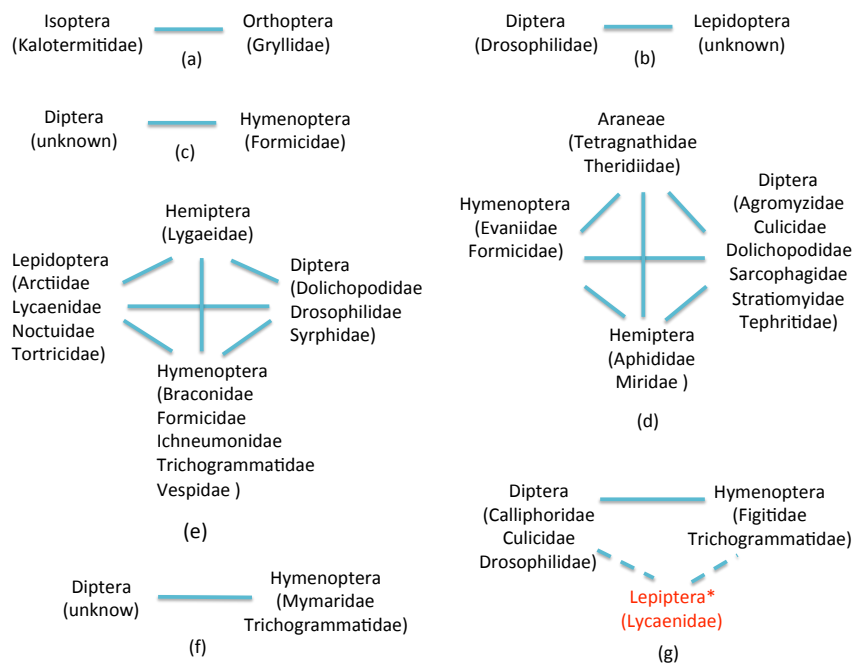 Isoptera
(Kalotermitidae)
Orthoptera
(Gryllidae)
(a)
Diptera
(Drosophilidae)
Lepidoptera
(unknown)
(b)
Diptera
(unknown)
Hymenoptera
(Formicidae)
(c)
Araneae
(Tetragnathidae
Theridiidae)
Hymenoptera
(Evaniidae
Formicidae)
Diptera
(Agromyzidae
Culicidae
Dolichopodidae
Sarcophagidae
Stratiomyidae
Tephritidae)
Hemiptera
(Aphididae
Miridae )
(d)
Hemiptera
(Lygaeidae)
Lepidoptera
(Arctiidae
Lycaenidae
Noctuidae
Tortricidae)
Diptera
(Dolichopodidae
Drosophilidae
Syrphidae)
Hymenoptera
(Braconidae
Formicidae
Ichneumonidae
Trichogrammatidae
Vespidae )
(e)
Diptera
(unknow)
Hymenoptera
(Mymaridae
Trichogrammatidae)
(f)
Diptera
(Calliphoridae
Culicidae
Drosophilidae)
Hymenoptera
(Figitidae
Trichogrammatidae)
Lepiptera*
(Lycaenidae)
(g)